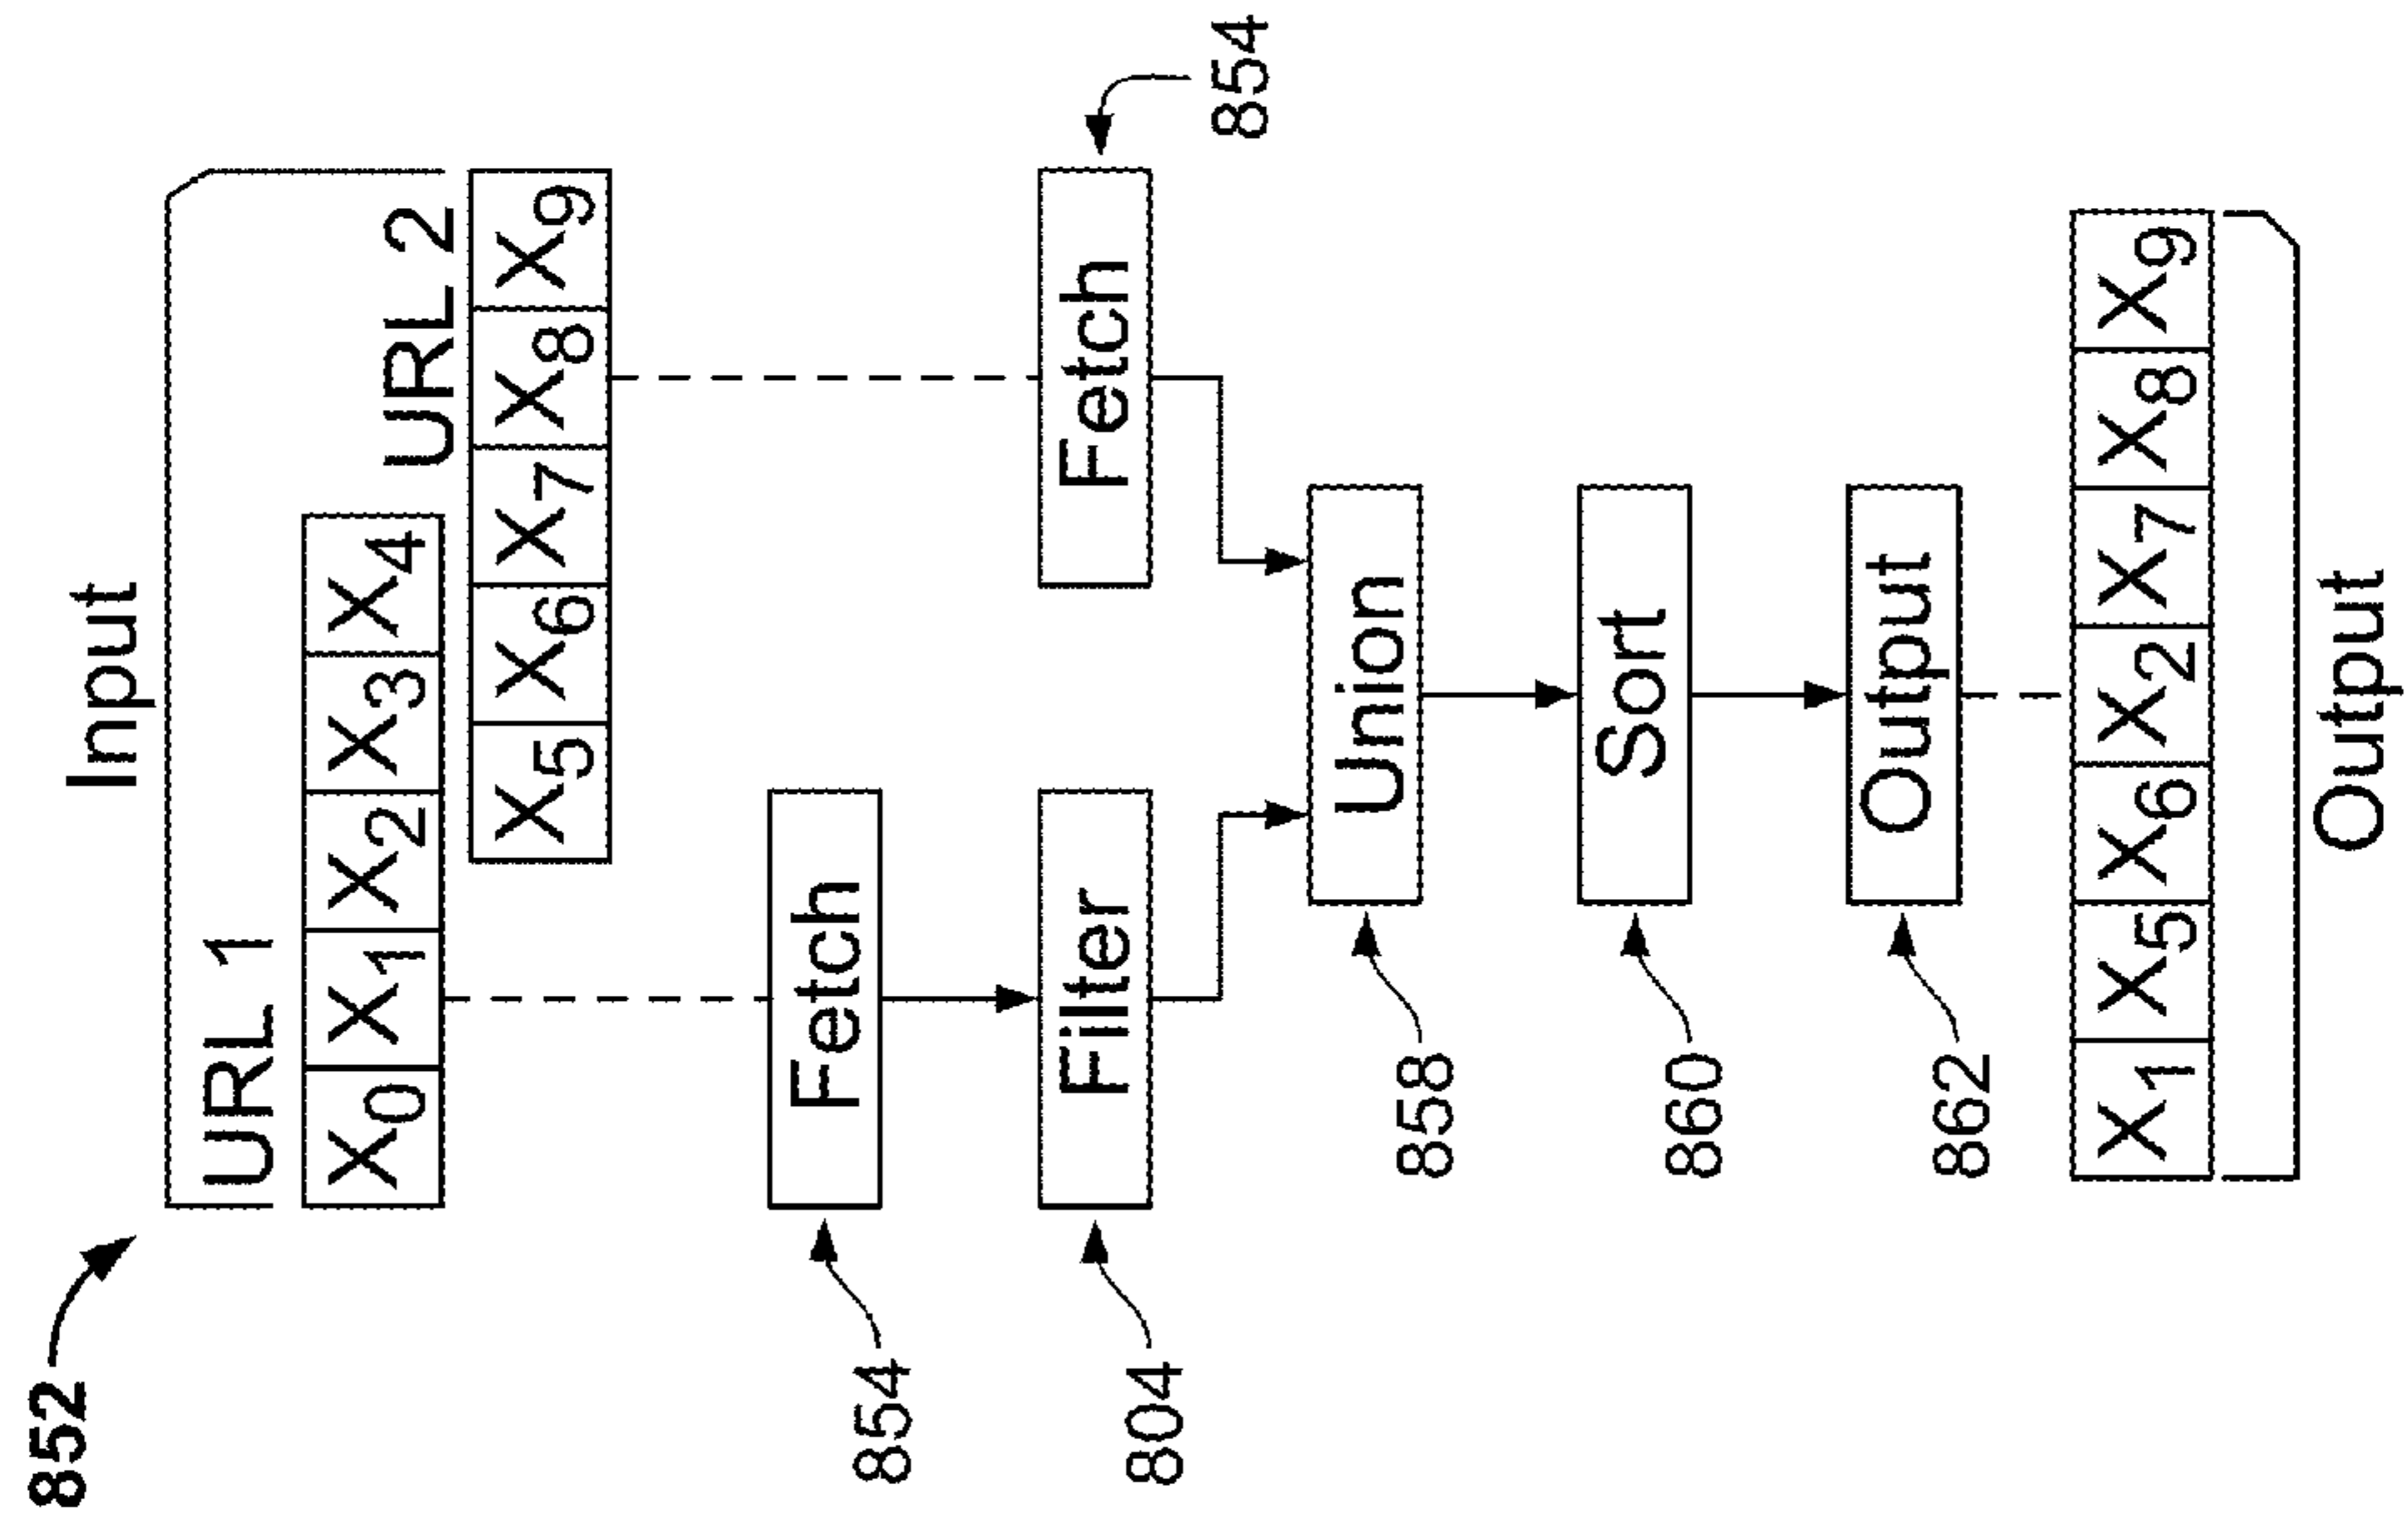 852
Input
URL 1
X0 X1 X2 X3 X4
URL 2
X5 X6 X7 X8 X9
854
Fetch
804
Filter
Fetch
854
858
Union
860
Sort
862
Output
X1 X5 X6 X2 X7 X8 X9
Output